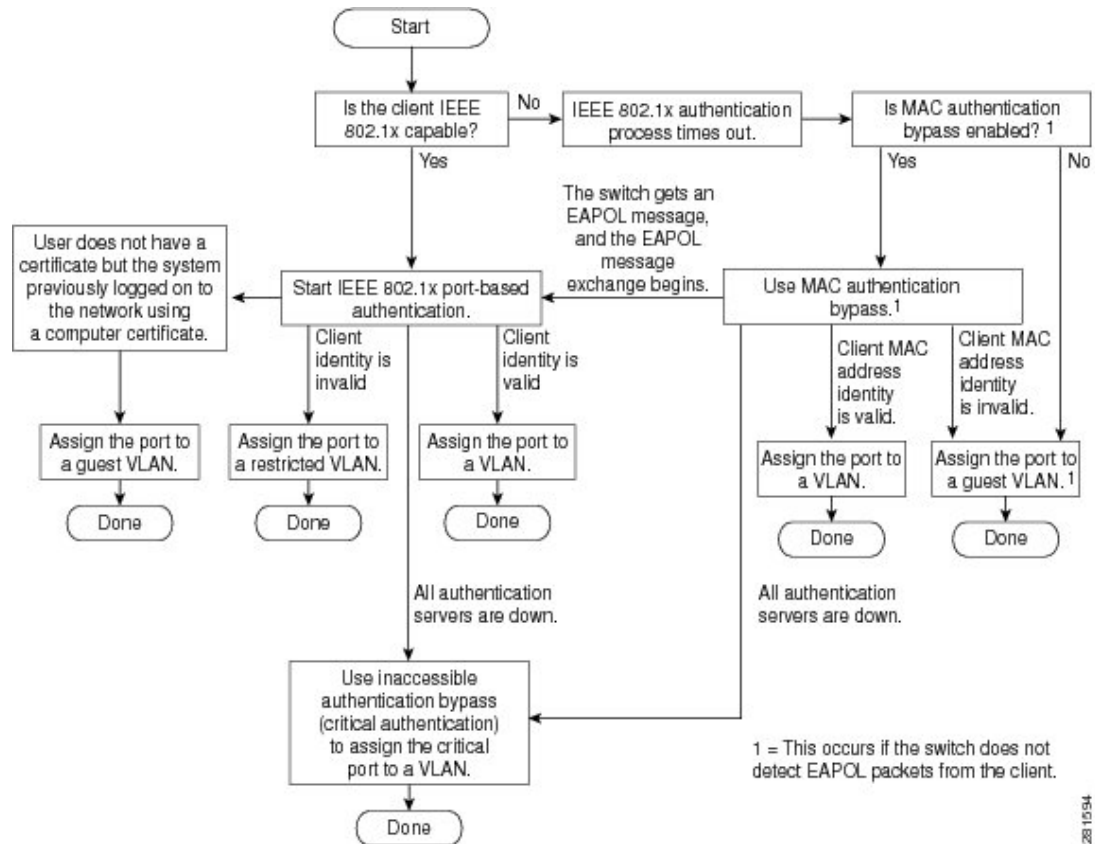 Start
Is the client IEEE
802.1x capable?
No
IEEE 802.1x authentication
process times out.
Is MAC authentication
bypass enabled? 1
Yes
Yes
No
The switch gets an
EAPOL message,
and the EAPOL
message
exchange begins.
User does not have a
certificate but the system
previously logged on to
the network using
a computer certificate.
Start IEEE 802.1x port-based
authentication.
Use MAC authentication
bypass.1
Client
identity is
invalid
Client
identity is
valid
Client MAC
address
identity
is valid.
Client MAC
address
identity
is invalid.
Assign the port to
a guest VLAN.
Assign the port to
a restricted VLAN.
Assign the port to
a VLAN.
Assign the port to
a VLAN.
Assign the port to
a guest VLAN.1
Done
Done
Done
Done
Done
All authentication
servers are down.
All authentication
servers are down.
Use inaccessible
authentication bypass
(critical authentication)
to assign the critical
port to a VLAN.
Done
1 = This occurs if the switch does not
detect EAPOL packets from the client.
281594